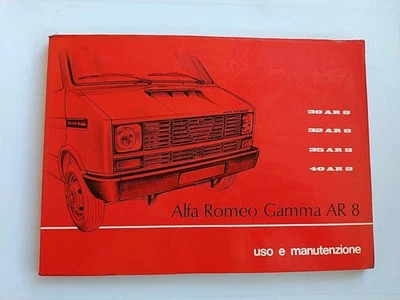 30 AR 8
32 AR 8
35 AR 8
40 AR 8
Alfa Romeo Gamma AR 8
uso e manutenzione